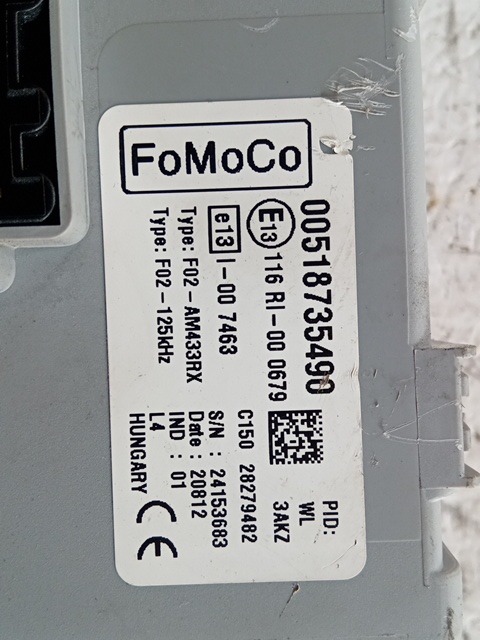 FoMoCo
00518735490
E13 116 RI-00 0679
e13 I-00 7463
Type: F02-AM433RX
Type: F02-125kHz
PID:
WL
3AKZ
C150 28279482
S/N : 24153683
Date : 20812
IND : 01
L4
HUNGARY
CE